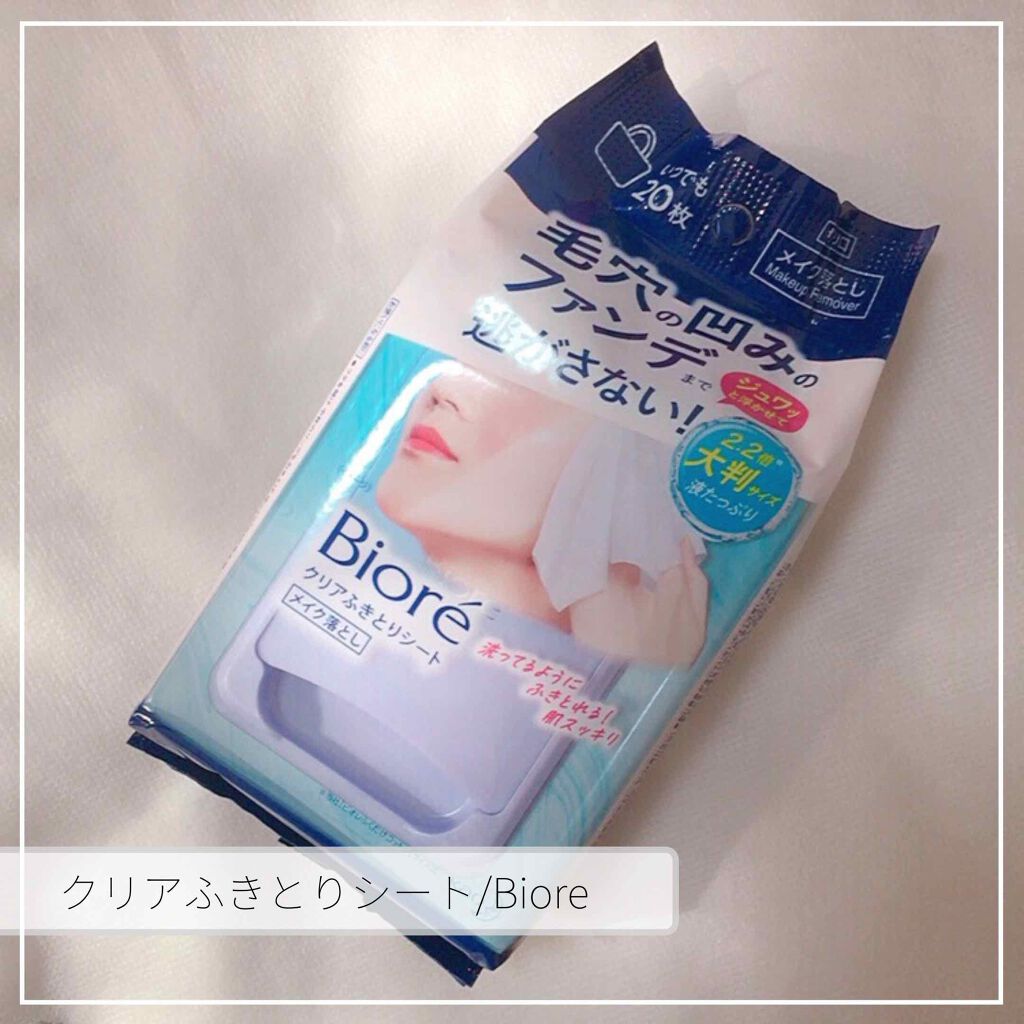 いつでも
20枚
メイク落とし
Makeup Remover
毛穴の凹みの
ファンデまで
逃がさない!
ジュワッ
と浮かせて
2.2倍※
大判サイズ
液たっぷり
Bioré
クリアふきとりシート
メイク落とし
洗ってるように
ふきとれる!
肌スッキリ
クリアふきとりシート/Biore